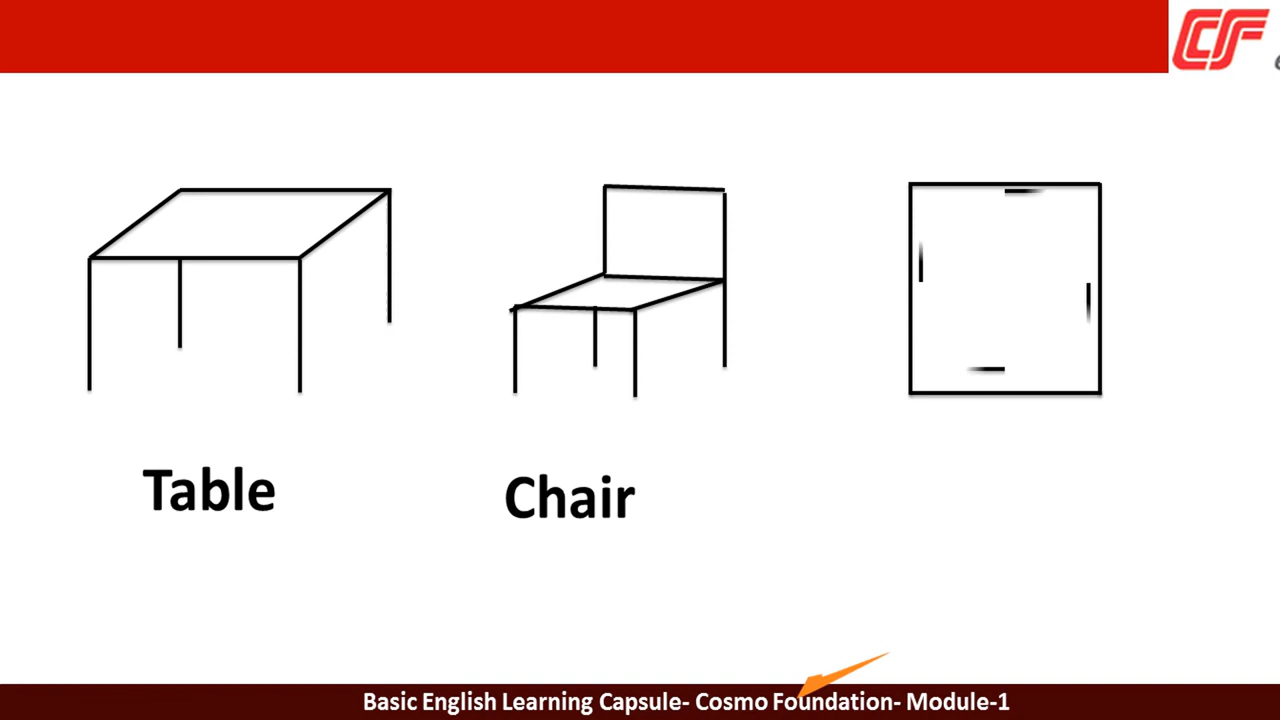 CF
Table
Chair
Basic English Learning Capsule- Cosmo Foundation- Module-1